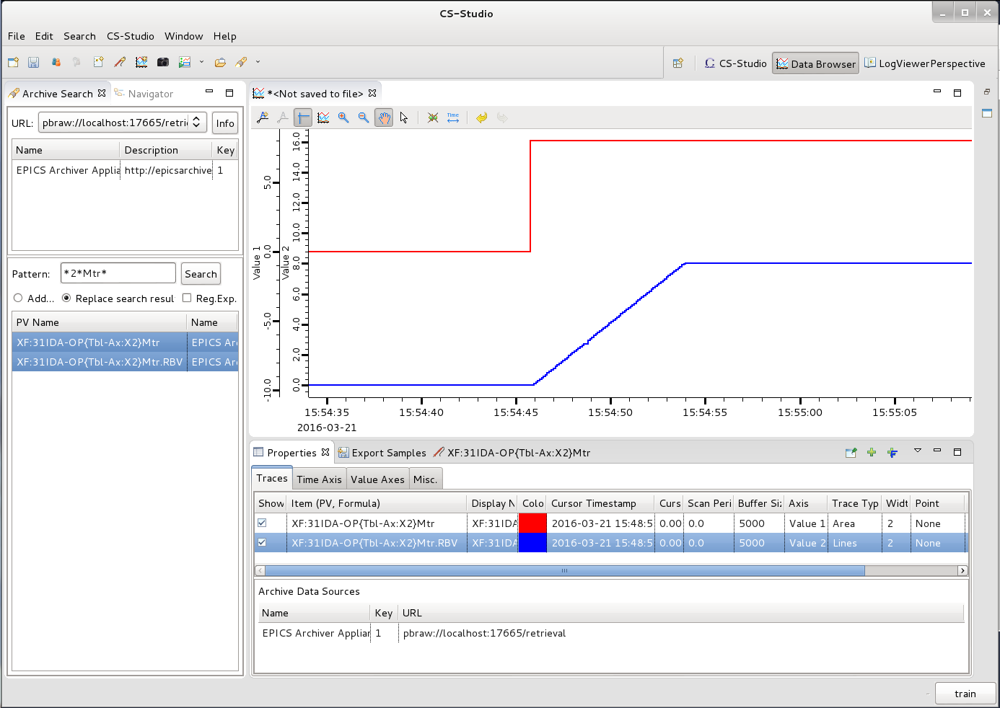 CS-Studio
File Edit Search CS-Studio Window Help
CS-Studio Data Browser LogViewerPerspective
Archive Search Navigator
URL: pbraw://localhost:17665/retri Info
Name Description Key
EPICS Archiver Applia http://epicsarchive 1
Pattern: *2*Mtr* Search
Add... Replace search resul Reg.Exp.
PV Name Name
XF:31IDA-OP{Tbl-Ax:X2}Mtr EPICS Ar
XF:31IDA-OP{Tbl-Ax:X2}Mtr.RBV EPICS Ar
*<Not saved to file>
Time
Value 1
5.0
0.0
-5.0
-10.0
Value 2
16.0
14.0
12.0
10.0
8.0
6.0
4.0
2.0
0.0
15:54:35 15:54:40 15:54:45 15:54:50 15:54:55 15:55:00 15:55:05
2016-03-21
Properties Export Samples XF:31IDA-OP{Tbl-Ax:X2}Mtr
Traces Time Axis Value Axes Misc.
Show Item (PV, Formula) Display N Colo Cursor Timestamp Curs Scan Peri Buffer Siz Axis Trace Typ Widt Point
XF:31IDA-OP{Tbl-Ax:X2}Mtr XF:31IDA 2016-03-21 15:48:5 0.00 0.0 5000 Value 1 Area 2 None
XF:31IDA-OP{Tbl-Ax:X2}Mtr.RBV XF:31IDA 2016-03-21 15:48:5 0.00 0.0 5000 Value 2 Lines 2 None
Archive Data Sources
Name Key URL
EPICS Archiver Applian 1 pbraw://localhost:17665/retrieval
train